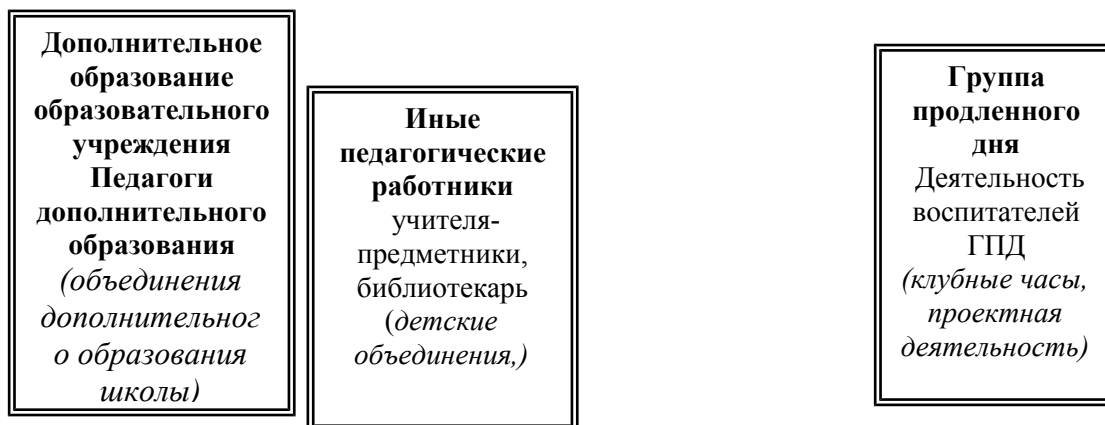 Дополнительное
образование
образовательного
учреждения
Педагоги
дополнительного
образования
(объединения
дополнительног
о образования
школы)
Иные
педагогические
работники
учителя-
предметники,
библиотекарь
(детские
объединения,)
Группа
продленного
дня
Деятельность
воспитателей
ГПД
(клубные часы,
проектная
деятельность)